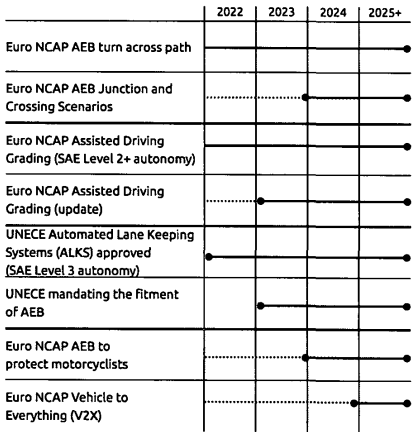 2022 2023 2024 2025+
Euro NCAP AEB turn across path
Euro NCAP AEB Junction and
Crossing Scenarios
Euro NCAP Assisted Driving
Grading (SAE Level 2+ autonomy)
Euro NCAP Assisted Driving
Grading (update)
UNECE Automated Lane Keeping
Systems (ALKS) approved
(SAE Level 3 autonomy)
UNECE mandating the fitment
of AEB
Euro NCAP AEB to
protect motorcyclists
Euro NCAP Vehicle to
Everything (V2X)